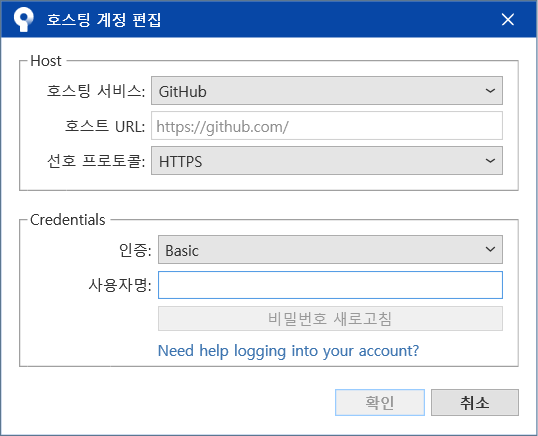 호스팅 계정 편집
Host
호스팅 서비스: GitHub
호스트 URL: https://github.com/
선호 프로토콜: HTTPS
Credentials
인증: Basic
사용자명:
비밀번호 새로고침
Need help logging into your account?
확인 취소